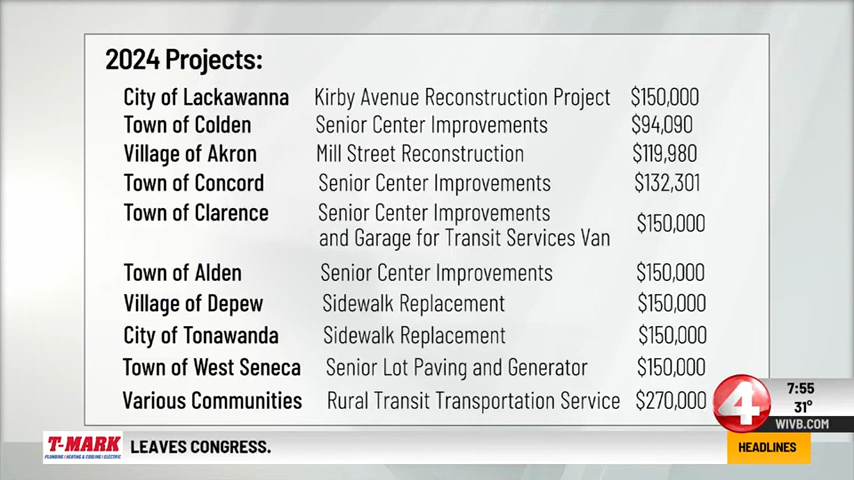 2024 Projects:
City of Lackawanna Kirby Avenue Reconstruction Project $150,000
Town of Colden Senior Center Improvements $94,090
Village of Akron Mill Street Reconstruction $119,980
Town of Concord Senior Center Improvements $132,301
Town of Clarence Senior Center Improvements
and Garage for Transit Services Van $150,000
Town of Alden Senior Center Improvements $150,000
Village of Depew Sidewalk Replacement $150,000
City of Tonawanda Sidewalk Replacement $150,000
Town of West Seneca Senior Lot Paving and Generator $150,000
Various Communities Rural Transit Transportation Service $270,000
4
7:55
31°
WIVB.COM
T-MARK
PLUMBING | HEATING & COOLING | ELECTRIC
LEAVES CONGRESS.
HEADLINES